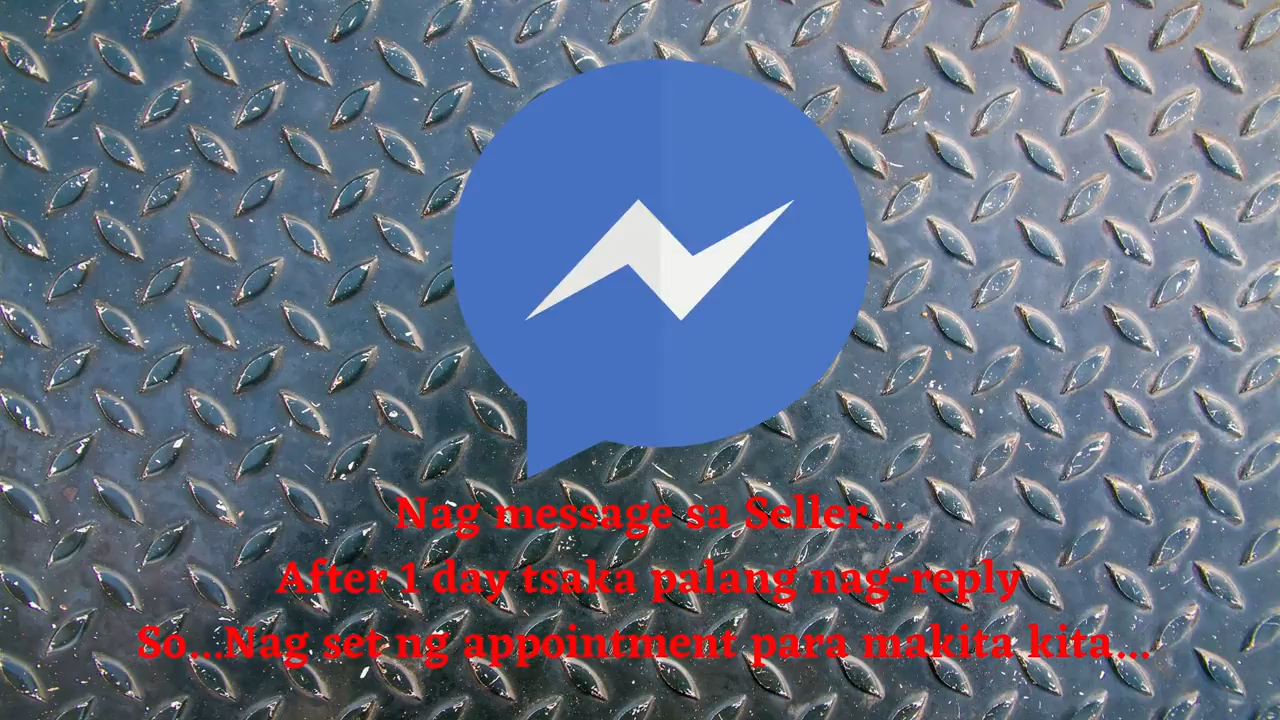 Nag message sa Seller...
After 1 day tsaka palang nag-reply
So...Nag set ng appointment para makita kita...